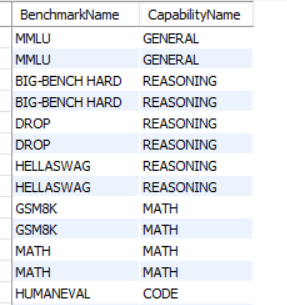 BenchmarkName CapabilityName
MMLU GENERAL
MMLU GENERAL
BIG-BENCH HARD REASONING
BIG-BENCH HARD REASONING
DROP REASONING
DROP REASONING
HELLASWAG REASONING
HELLASWAG REASONING
GSM8K MATH
GSM8K MATH
MATH MATH
MATH MATH
HUMANEVAL CODE